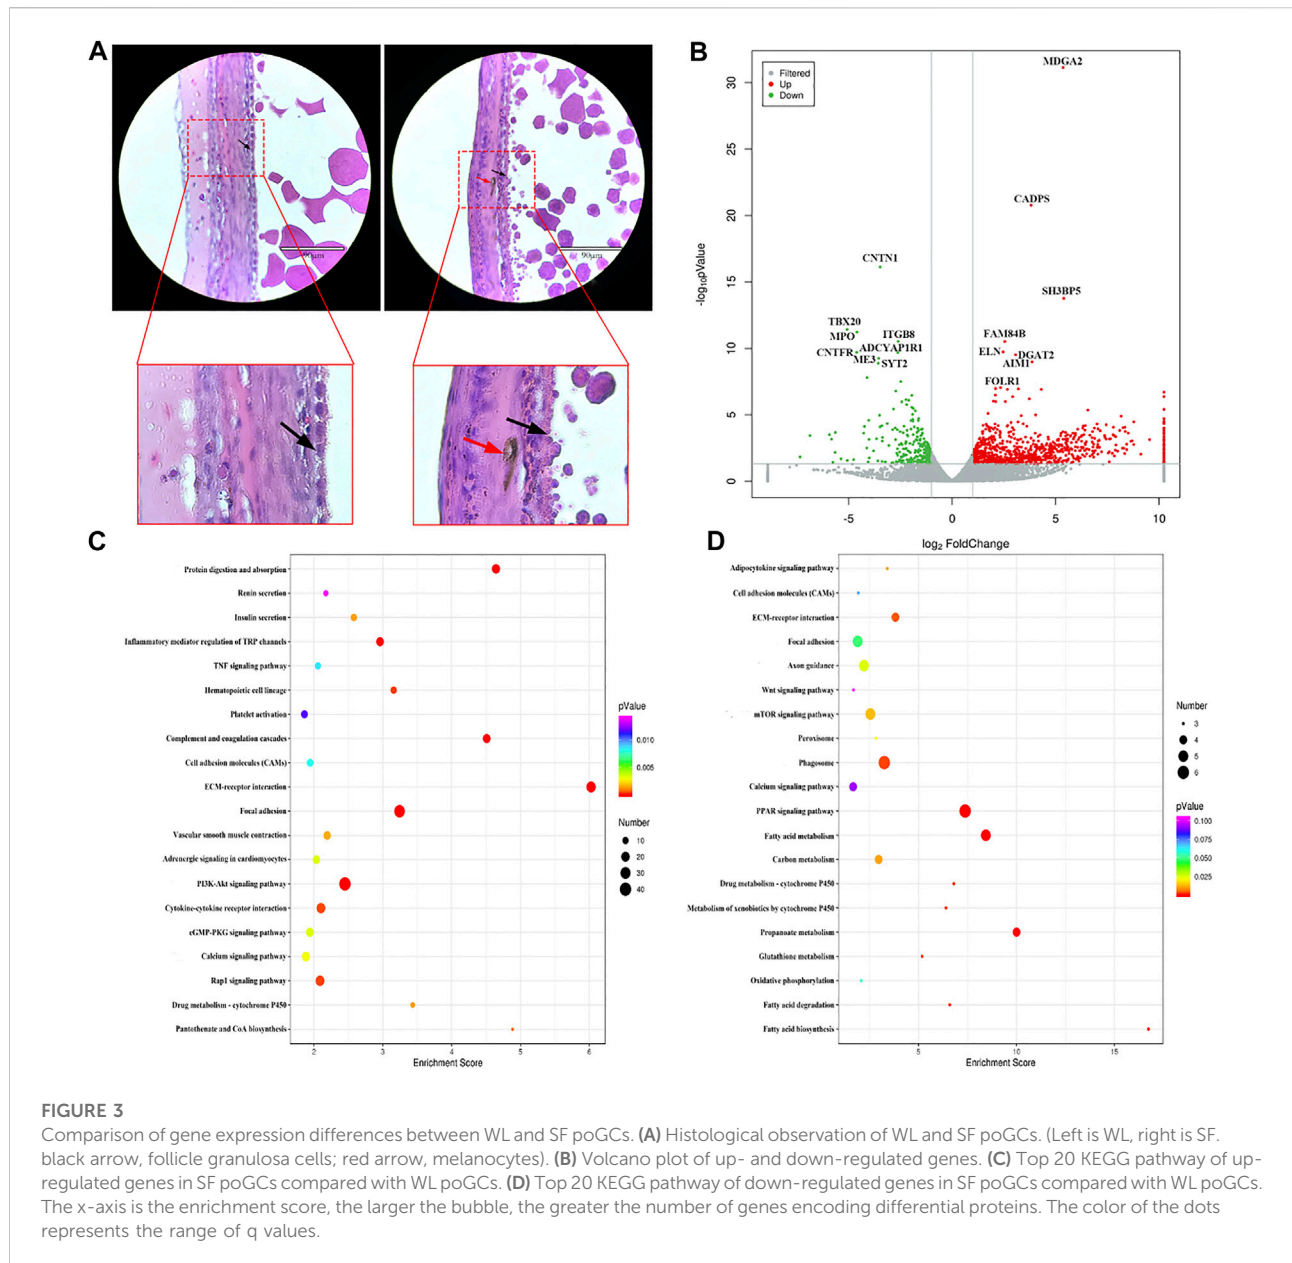 A
90μm
90μm
B
Filtered
Up
Down
MDGA2
CADPS
CNTN1
SH3BP5
TBX20
MPO
ITGB8
FAM84B
CNTFR
ADCYAP1R1
ELN
DGAT2
ME3
SYT2
AIM1
FOLR1
-log10pValue
0
5
10
15
20
25
30
-5
0
5
10
log2 FoldChange
C
Protein digestion and absorption
Renin secretion
Insulin secretion
Inflammatory mediator regulation of TRP channels
TNF signaling pathway
Hematopoietic cell lineage
Platelet activation
Complement and coagulation cascades
Cell adhesion molecules (CAMs)
ECM-receptor interaction
Focal adhesion
Vascular smooth muscle contraction
Adrenergic signaling in cardiomyocytes
PI3K-Akt signaling pathway
Cytokine-cytokine receptor interaction
cGMP-PKG signaling pathway
Calcium signaling pathway
Rap1 signaling pathway
Drug metabolism - cytochrome P450
Pantothenate and CoA biosynthesis
2
3
4
5
6
Enrichment Score
pValue
0.010
0.005
Number
10
20
30
40
D
Adipocytokine signaling pathway
Cell adhesion molecules (CAMs)
ECM-receptor interaction
Focal adhesion
Axon guidance
Wnt signaling pathway
mTOR signaling pathway
Peroxisome
Phagosome
Calcium signaling pathway
PPAR signaling pathway
Fatty acid metabolism
Carbon metabolism
Drug metabolism - cytochrome P450
Metabolism of xenobiotics by cytochrome P450
Propanoate metabolism
Glutathione metabolism
Oxidative phosphorylation
Fatty acid degradation
Fatty acid biosynthesis
5
10
15
Enrichment Score
Number
3
4
5
6
pValue
0.100
0.075
0.050
0.025
FIGURE 3
Comparison of gene expression differences between WL and SF poGCs. (A) Histological observation of WL and SF poGCs. (Left is WL, right is SF.
black arrow, follicle granulosa cells; red arrow, melanocytes). (B) Volcano plot of up- and down-regulated genes. (C) Top 20 KEGG pathway of up-
regulated genes in SF poGCs compared with WL poGCs. (D) Top 20 KEGG pathway of down-regulated genes in SF poGCs compared with WL poGCs.
The x-axis is the enrichment score, the larger the bubble, the greater the number of genes encoding differential proteins. The color of the dots
represents the range of q values.